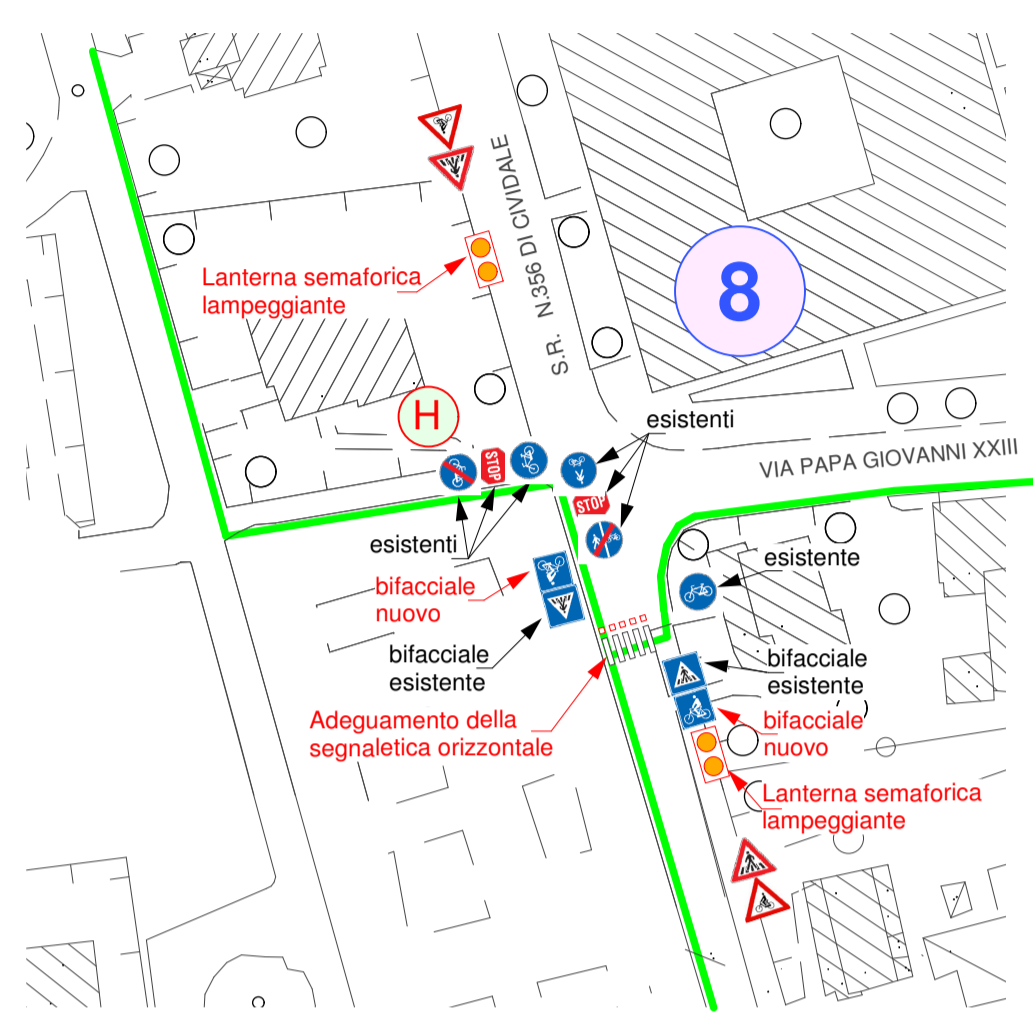 S.R. N.356 DI CIVIDALE
Lanterna semaforica
lampeggiante
8
H
esistenti
VIA PAPA GIOVANNI XXIII
STOP
STOP
esistenti
esistente
bifacciale
nuovo
bifacciale
esistente
bifacciale
esistente
Adeguamento della
segnaletica orizzontale
bifacciale
nuovo
Lanterna semaforica
lampeggiante